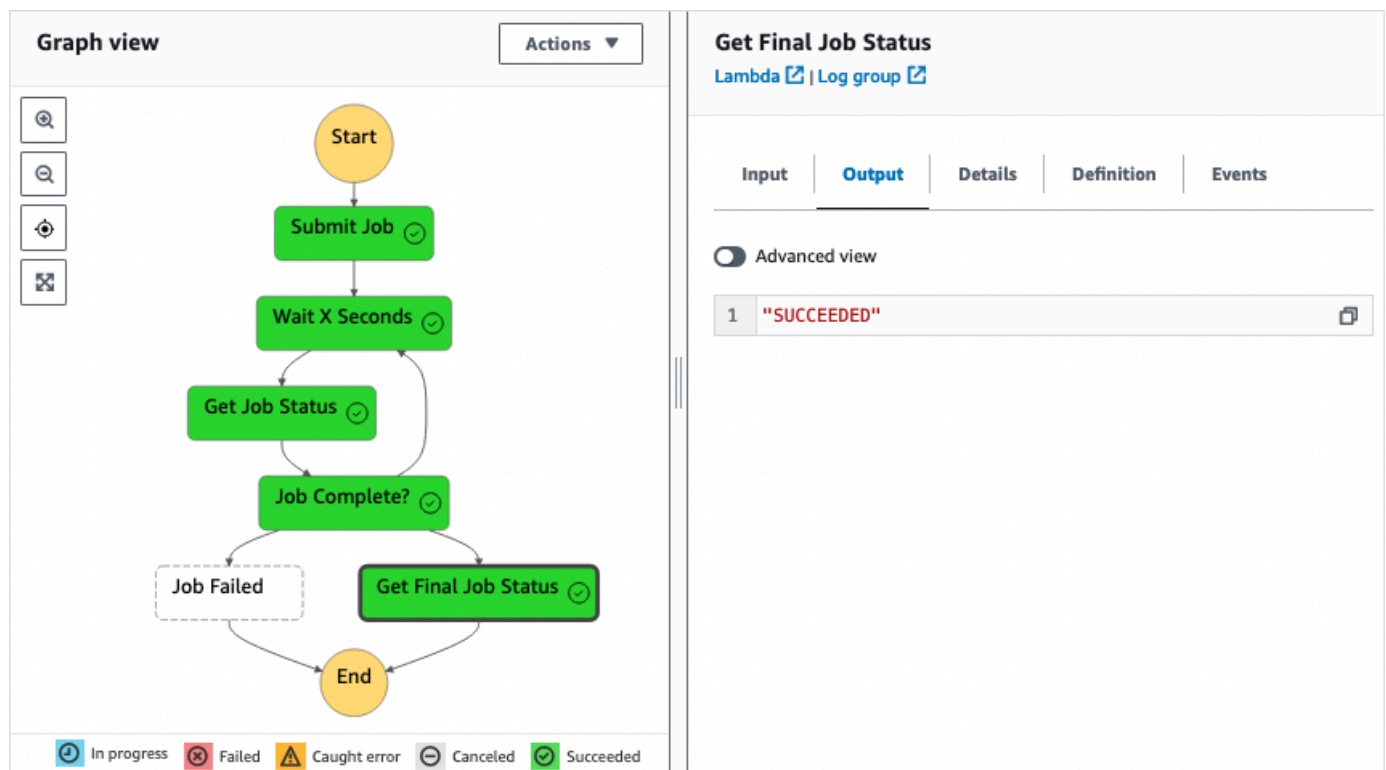 Graph view
Actions ▼
Start
Submit Job
Wait X Seconds
Get Job Status
Job Complete?
Job Failed
Get Final Job Status
End
In progress
Failed
Caught error
Canceled
Succeeded
Get Final Job Status
Lambda | Log group
Input
Output
Details
Definition
Events
Advanced view
1 "SUCCEEDED"